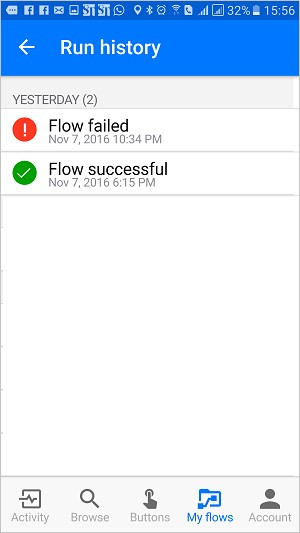 32% 15:56
Run history
YESTERDAY (2)
Flow failed
Nov 7, 2016 10:34 PM
Flow successful
Nov 7, 2016 6:15 PM
Activity Browse Buttons My flows Account